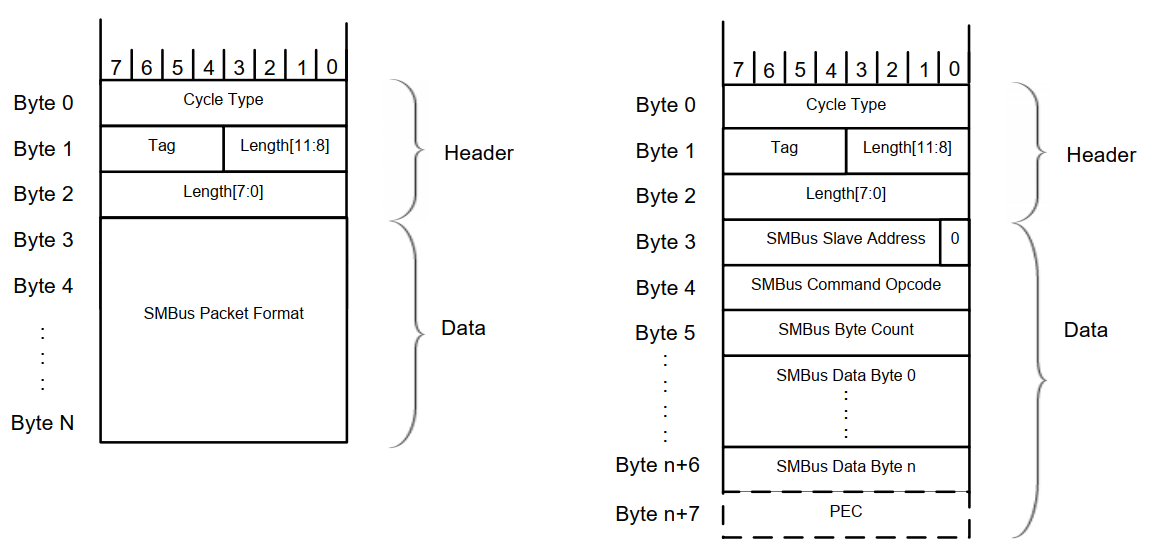 7 6 5 4 3 2 1 0
Byte 0 Cycle Type
Byte 1 Tag Length[11:8]
Header
Byte 2 Length[7:0]
Byte 3
Byte 4
SMBus Packet Format
Data
:
:
:
Byte N
7 6 5 4 3 2 1 0
Byte 0 Cycle Type
Byte 1 Tag Length[11:8]
Header
Byte 2 Length[7:0]
Byte 3 SMBus Slave Address 0
Byte 4 SMBus Command Opcode
Byte 5 SMBus Byte Count
Data
SMBus Data Byte 0
:
:
:
:
Byte n+6 SMBus Data Byte n
Byte n+7 PEC